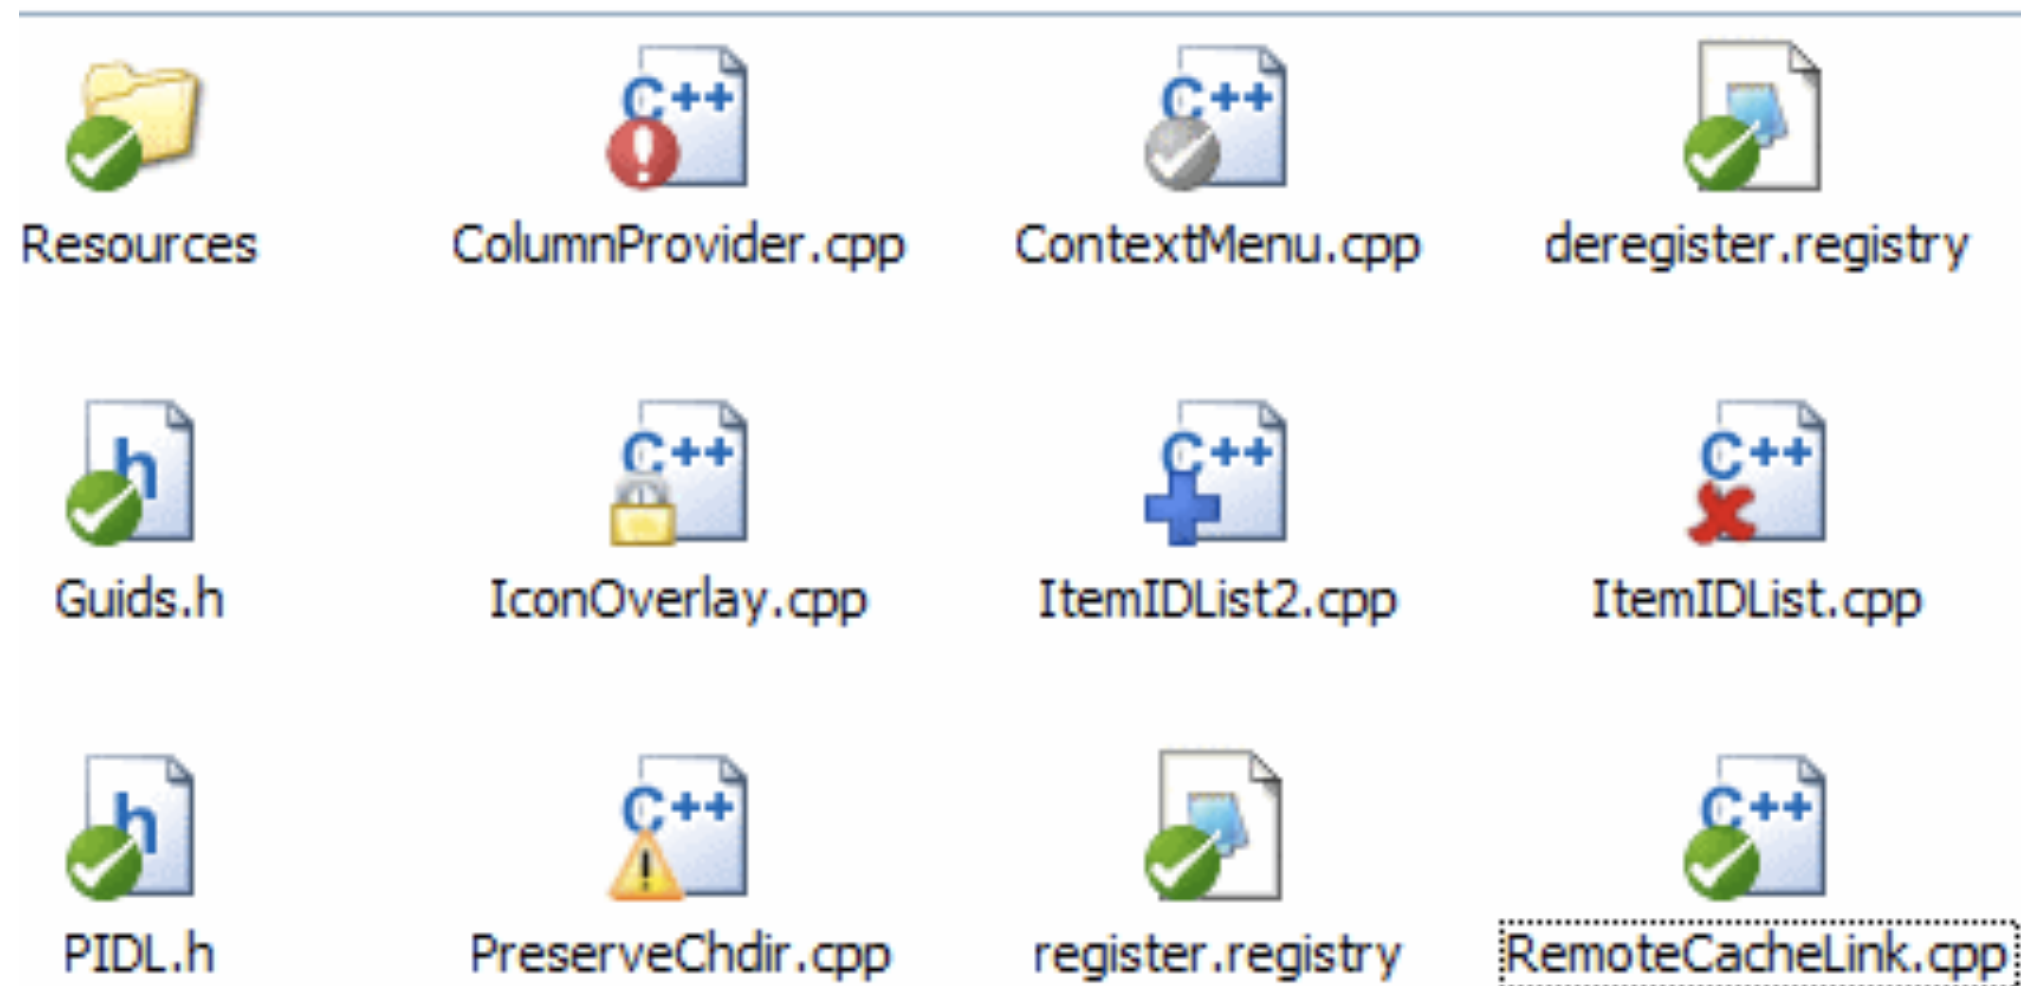 C++ C++
Resources ColumnProvider.cpp ContextMenu.cpp deregister.registry
h C++ C++ C++
Guids.h IconOverlay.cpp ItemIDList2.cpp ItemIDList.cpp
h C++ C++
PIDL.h PreserveChdir.cpp register.registry RemoteCacheLink.cpp